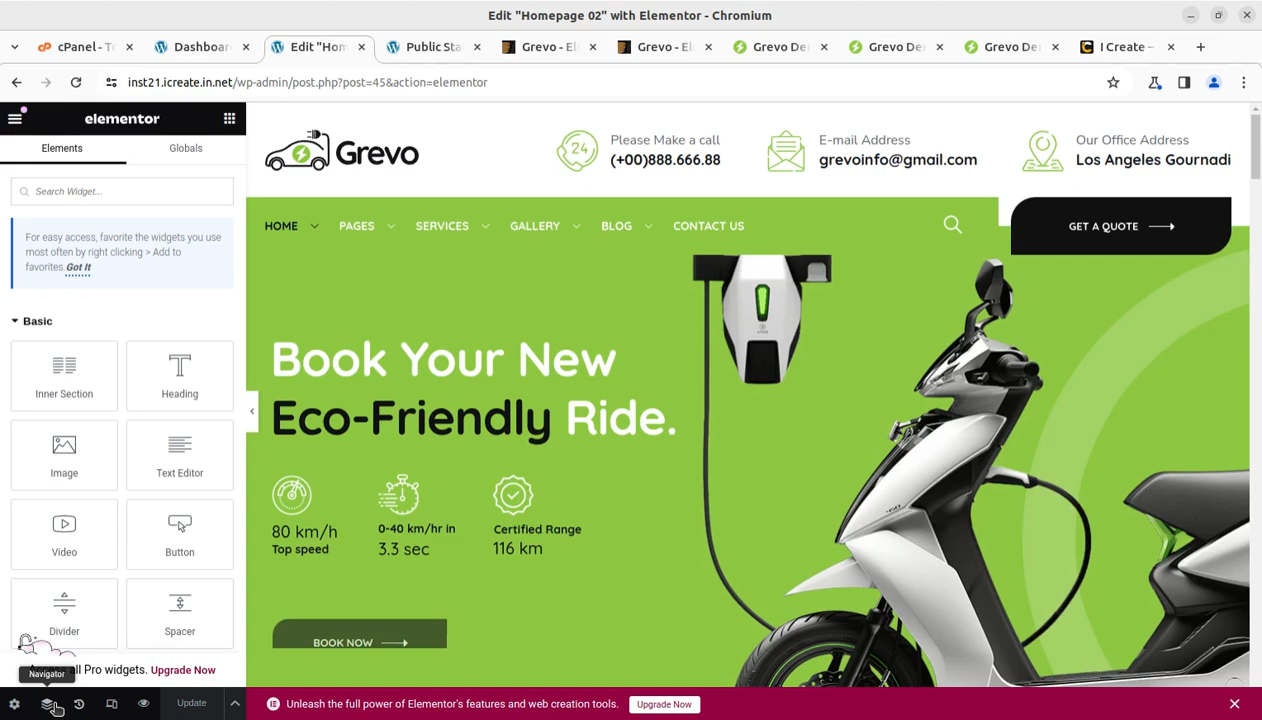 Edit "Homepage 02" with Elementor - Chromium
cPanel - To
Dashboar
Edit "Hom
Public Sta
Grevo - El
Grevo - El
Grevo De
Grevo De
Grevo De
I Create –
inst21.icreate.in.net/wp-admin/post.php?post=45&action=elementor
elementor
Elements
Globals
Search Widget...
For easy access, favorite the widgets you use
most often by right clicking > Add to
favorites. Got It
Basic
Inner Section
Heading
Image
Text Editor
Video
Button
Divider
Spacer
all Pro widgets. Upgrade Now
Navigator
Update
Grevo
24
Please Make a call
(+00)888.666.88
E-mail Address
grevoinfo@gmail.com
Our Office Address
Los Angeles Gournadi
HOME
PAGES
SERVICES
GALLERY
BLOG
CONTACT US
GET A QUOTE
Book Your New
Eco-Friendly Ride.
80 km/h
Top speed
0-40 km/hr in
3.3 sec
Certified Range
116 km
BOOK NOW
Unleash the full power of Elementor's features and web creation tools.
Upgrade Now